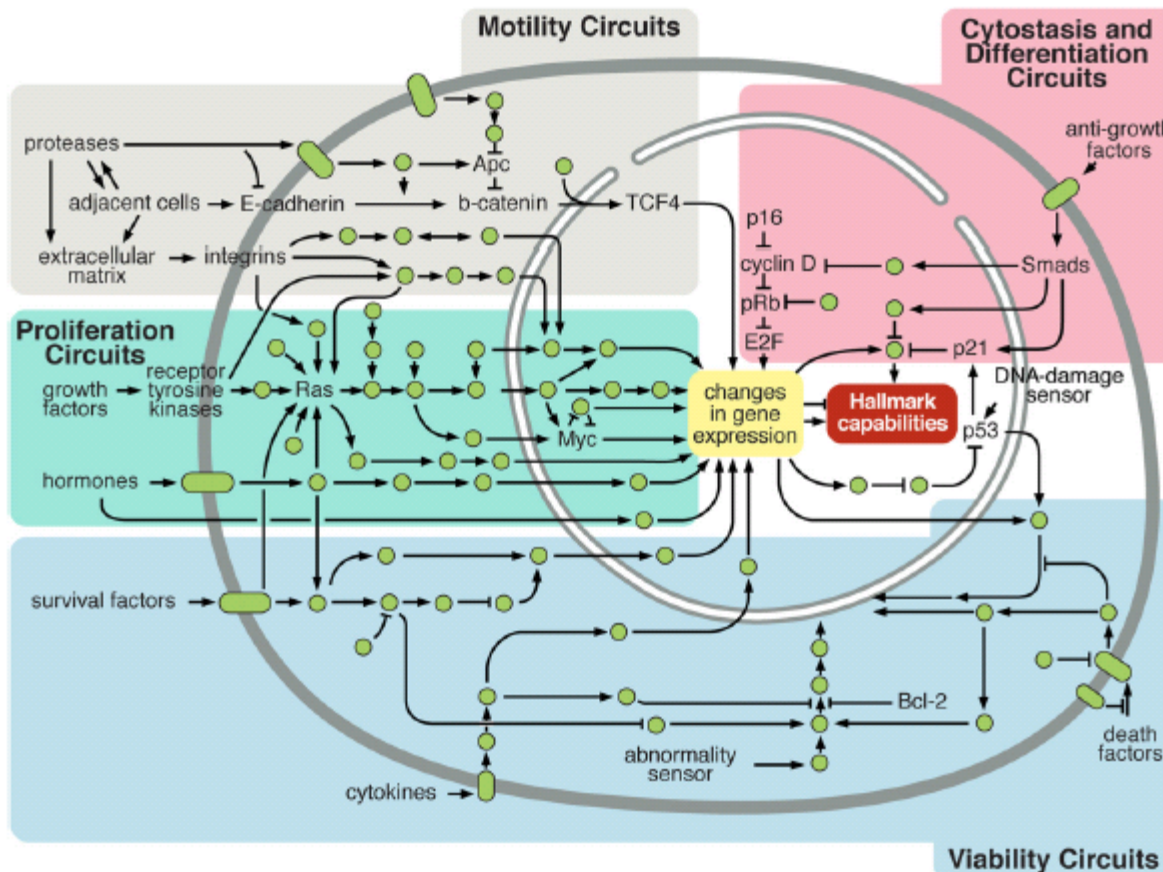 Motility Circuits
Cytostasis and
Differentiation
Circuits
proteases
Apc
anti-growth
factors
adjacent cells
E-cadherin
b-catenin
TCF4
p16
extracellular
matrix
integrins
cyclin D
Smads
pRb
E2F
p21
Proliferation
Circuits
growth
factors
receptor
tyrosine
kinases
Ras
Myc
changes
in gene
expression
Hallmark
capabilities
DNA-damage
sensor
p53
hormones
survival factors
Bcl-2
abnormality
sensor
death
factors
cytokines
Viability Circuits